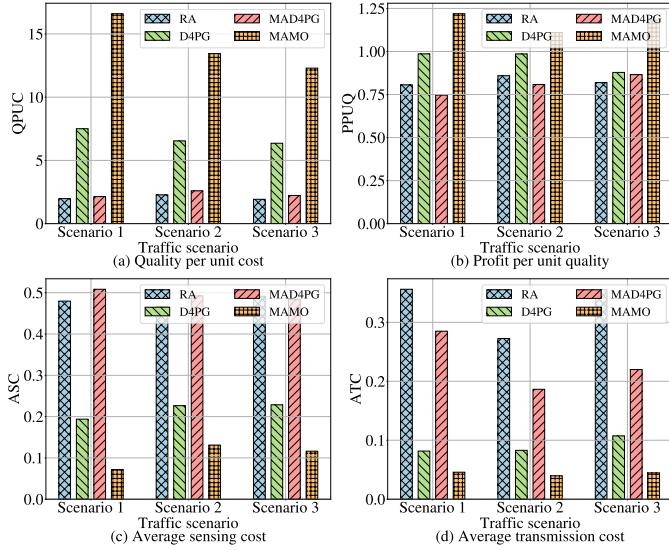 RA
MAD4PG
D4PG
MAMO
QPUC
15
10
5
0
Scenario 1
Scenario 2
Scenario 3
Traffic scenario
(a) Quality per unit cost
RA
MAD4PG
D4PG
MAMO
PPUQ
1.25
1.00
0.75
0.50
0.25
0.00
Scenario 1
Scenario 2
Scenario 3
Traffic scenario
(b) Profit per unit quality
RA
MAD4PG
D4PG
MAMO
ASC
0.5
0.4
0.3
0.2
0.1
0.0
Scenario 1
Scenario 2
Scenario 3
Traffic scenario
(c) Average sensing cost
RA
MAD4PG
D4PG
MAMO
ATC
0.3
0.2
0.1
0.0
Scenario 1
Scenario 2
Scenario 3
Traffic scenario
(d) Average transmission cost